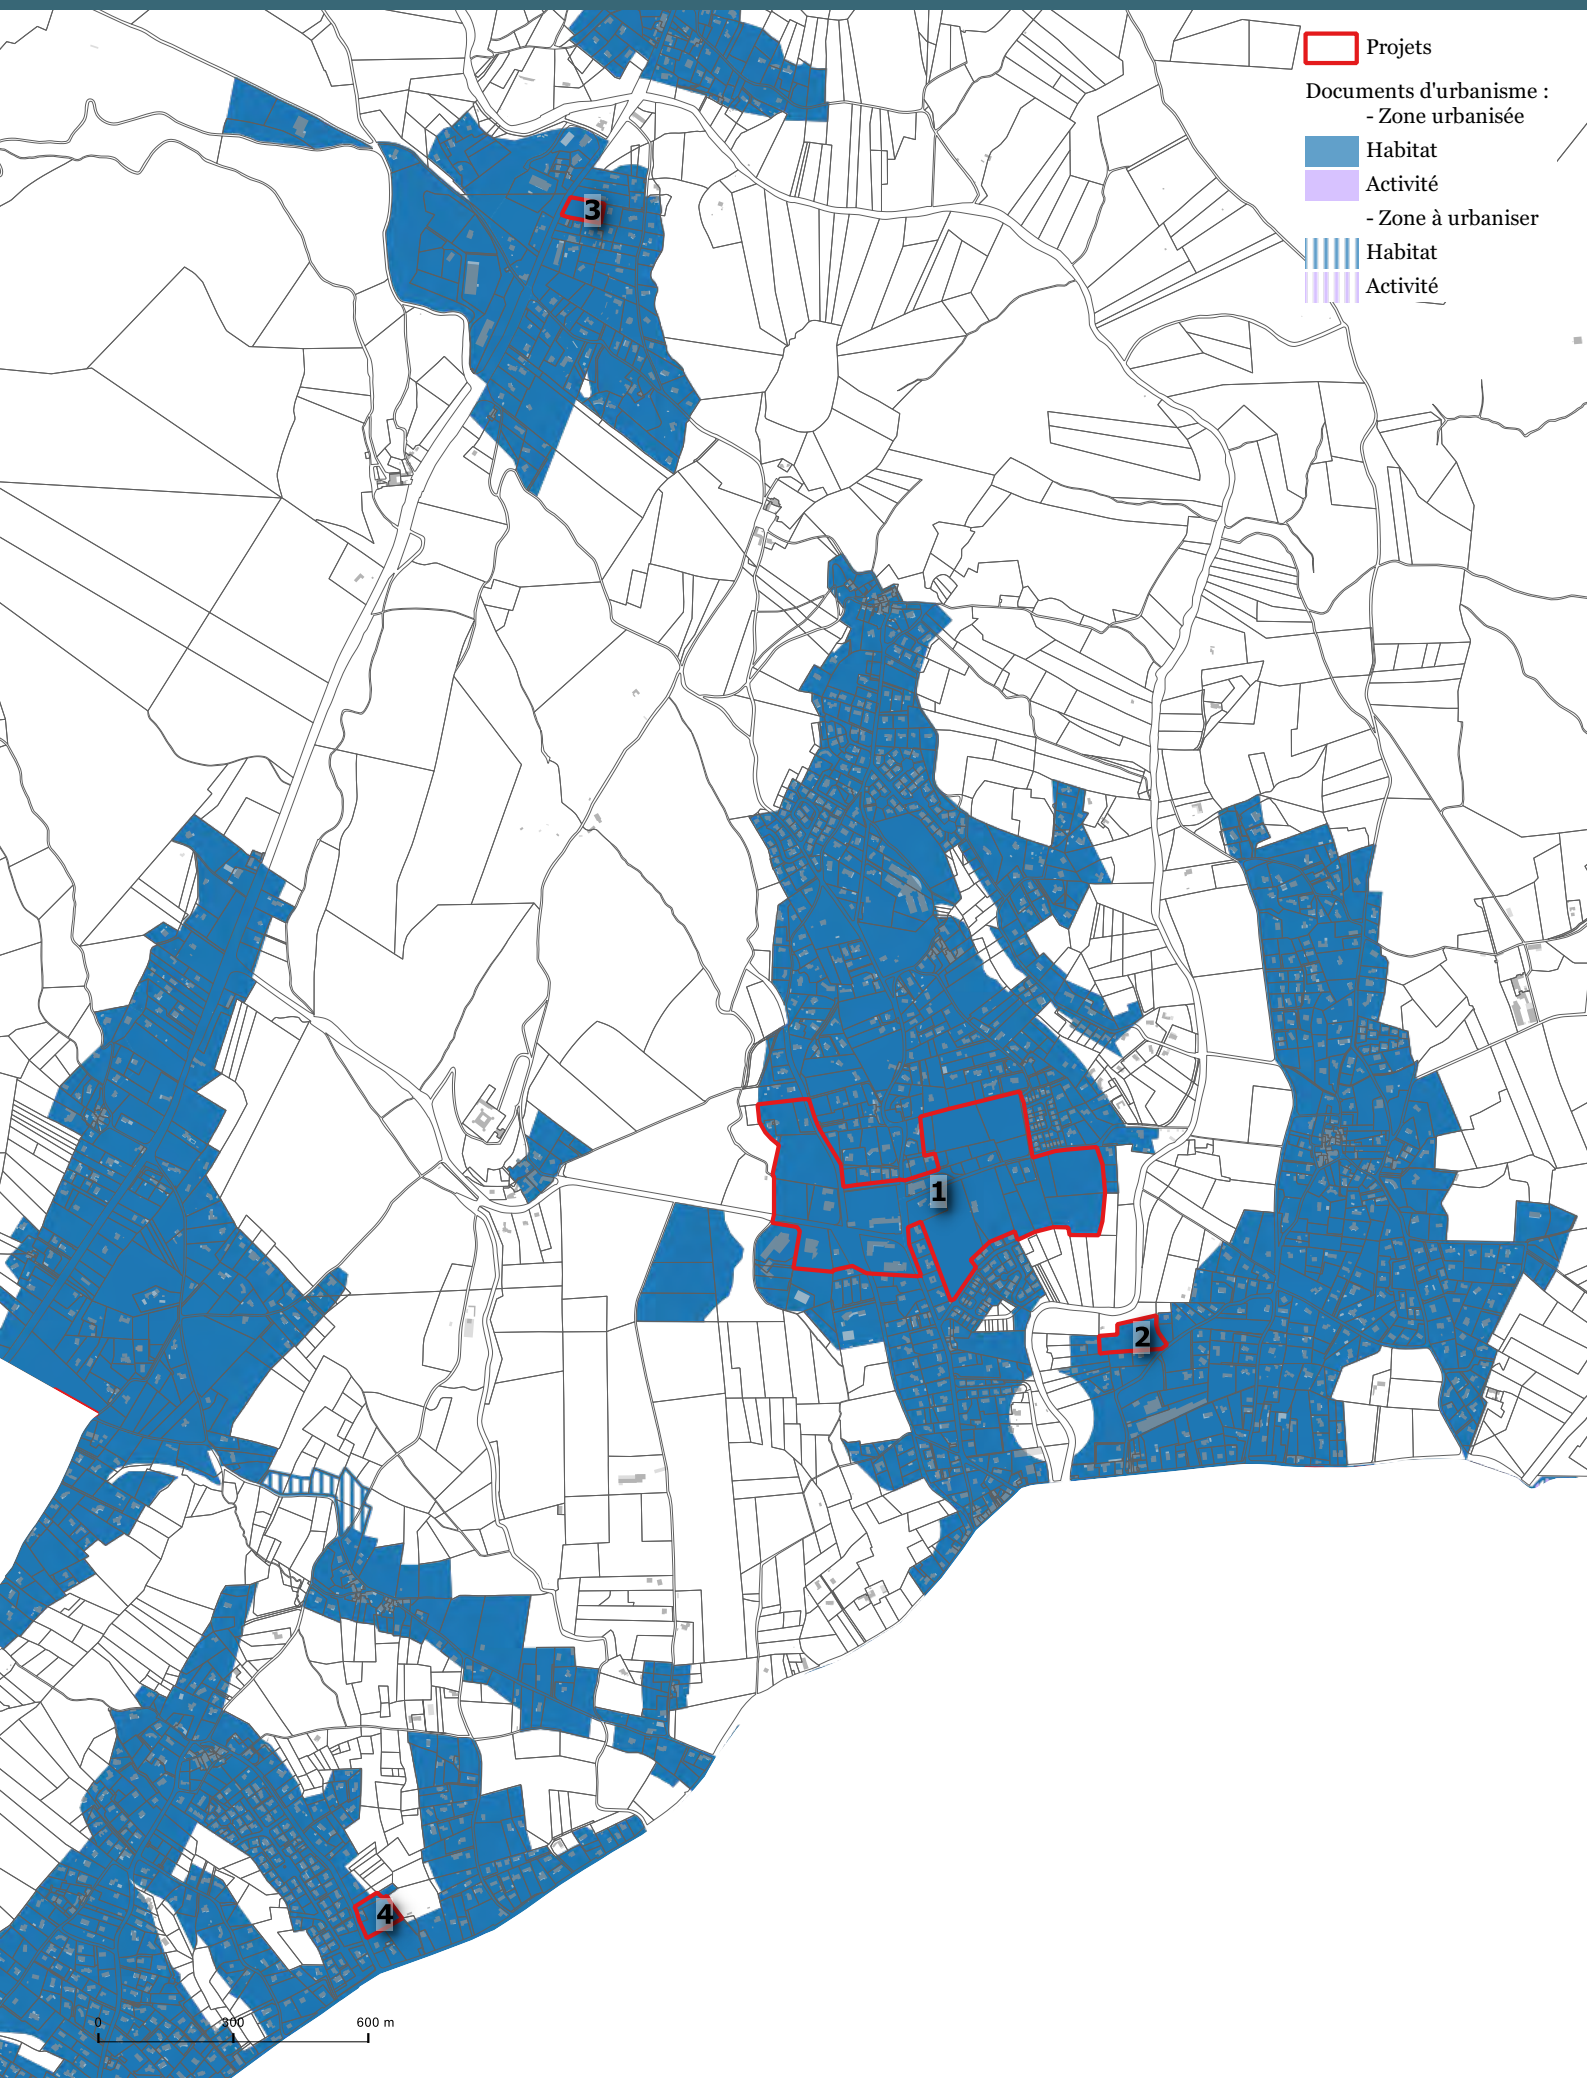 Projets
Documents d'urbanisme :
- Zone urbanisée
Habitat
Activité
- Zone à urbaniser
Habitat
Activité
3
1
2
4
0 300 600 m